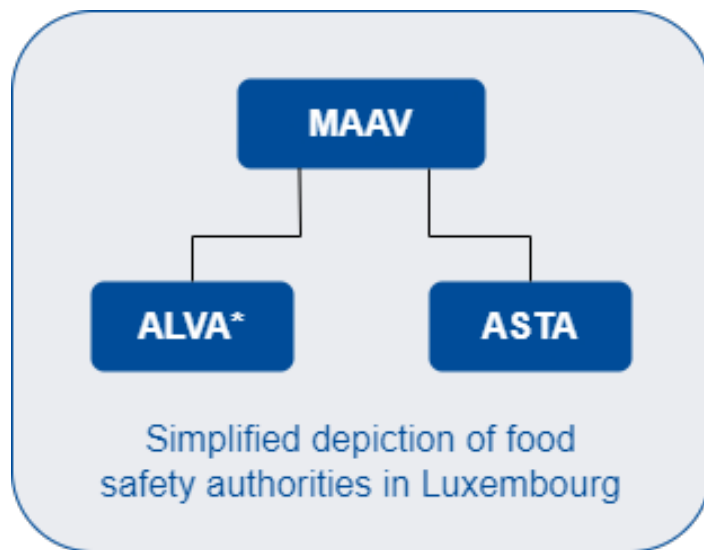 MAAV
ALVA*
ASTA
Simplified depiction of food
safety authorities in Luxembourg